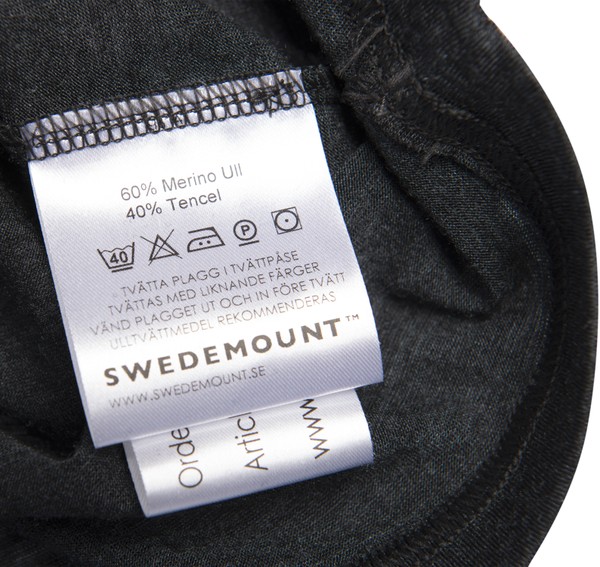 60% Merino Ull
40% Tencel
40 P
TVÄTTA PLAGG I TVÄTTPÅSE
TVÄTTAS MED LIKNANDE FÄRGER
VÄND PLAGGET UT OCH IN FÖRE TVÄTT
ULLTVÄTTMEDEL REKOMMENDERAS
SWEDEMOUNT™
WWW.SWEDEMOUNT.SE
Orde
Articl
www